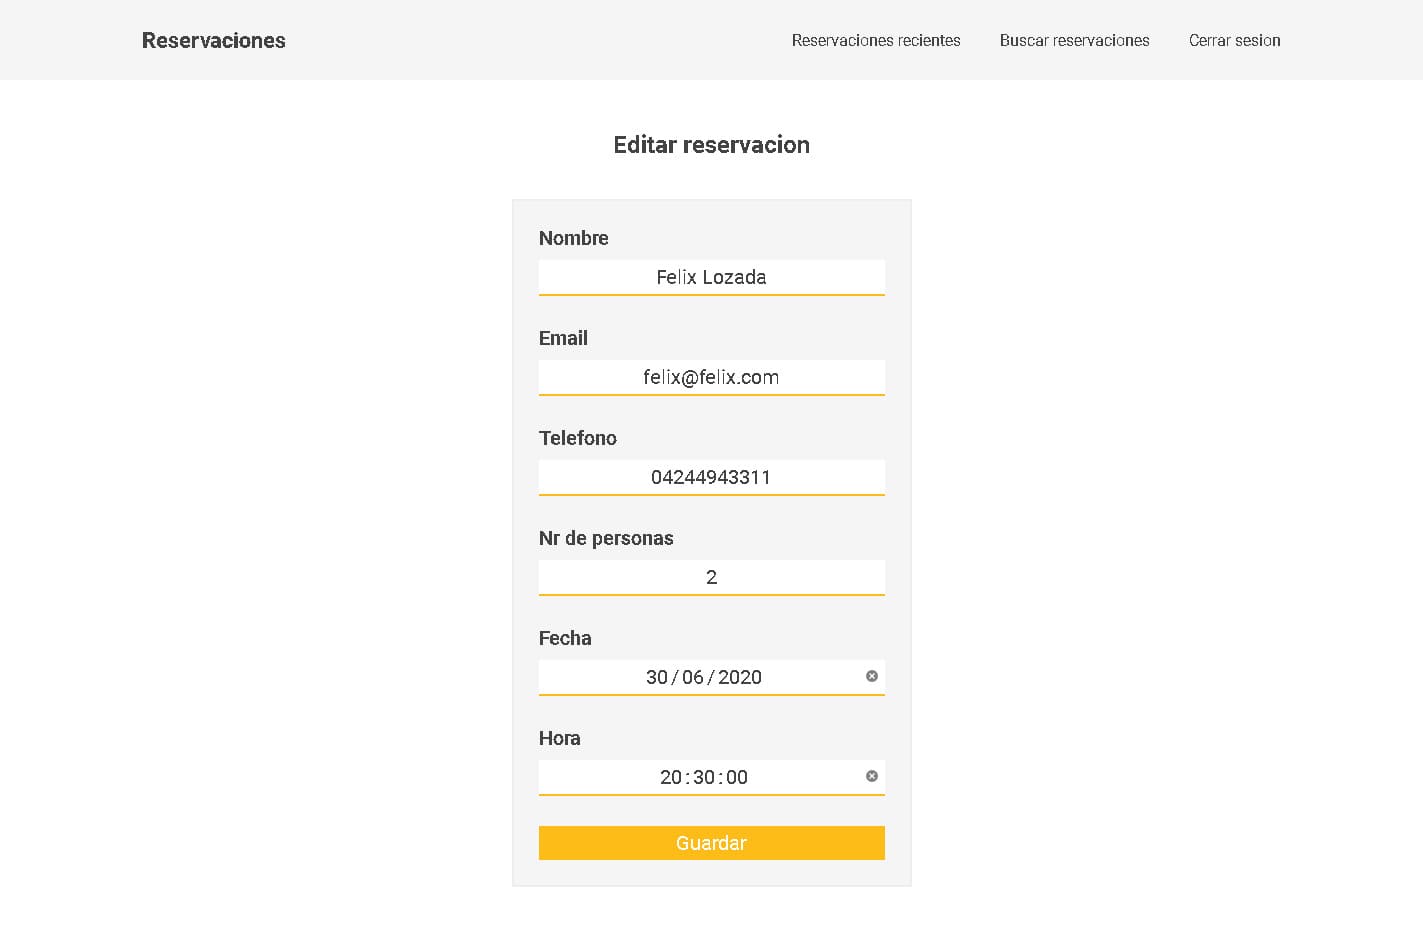 Reservaciones
Reservaciones recientes
Buscar reservaciones
Cerrar sesion
Editar reservacion
Nombre
Felix Lozada
Email
felix@felix.com
Telefono
04244943311
Nr de personas
2
Fecha
30/06/2020
Hora
20:30:00
Guardar